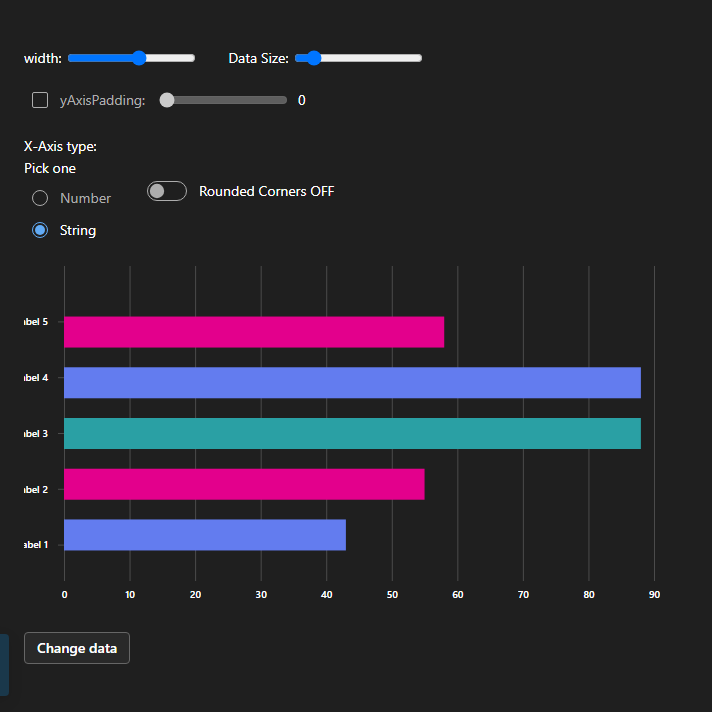 width: Data Size:
yAxisPadding: 0
X-Axis type:
Pick one
Number
Rounded Corners OFF
String
abel 5
abel 4
abel 3
abel 2
abel 1
0 10 20 30 40 50 60 70 80 90
Change data